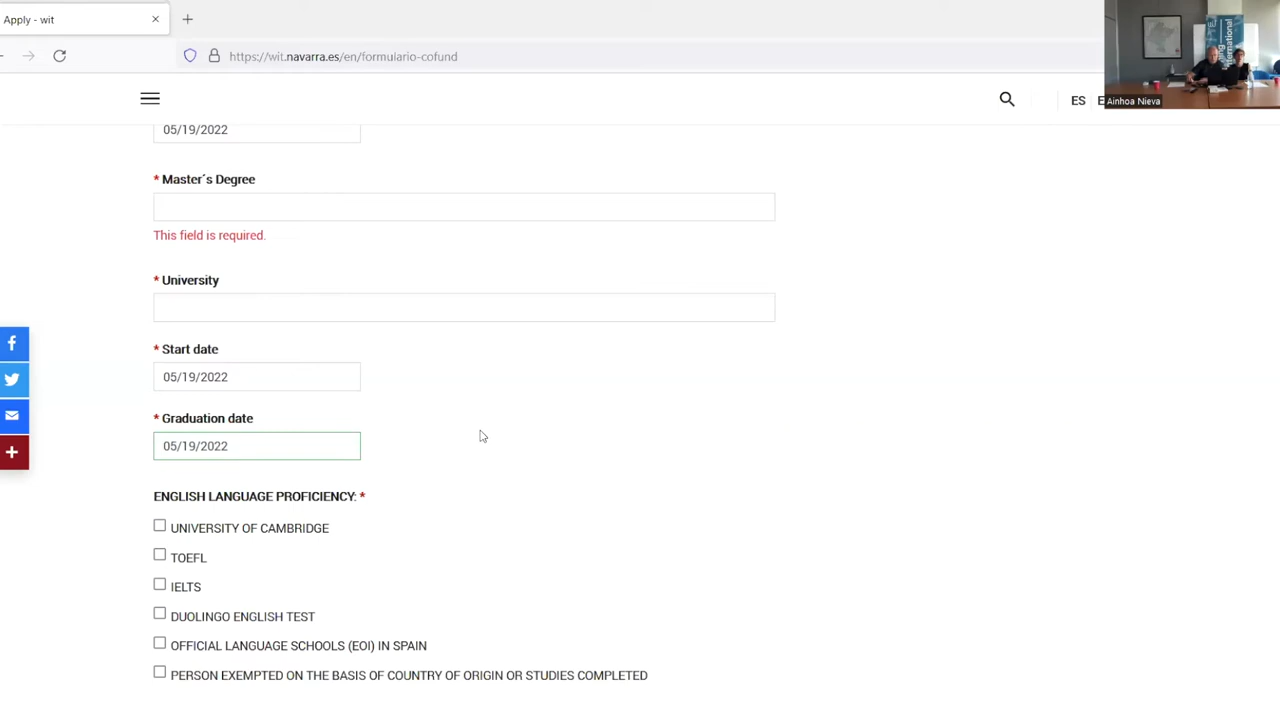 Apply - wit
https://wit.navarra.es/en/formulario-cofund
ES E
Ainhoa Nieva
International
05/19/2022
* Master´s Degree
This field is required.
* University
* Start date
05/19/2022
* Graduation date
05/19/2022
ENGLISH LANGUAGE PROFICIENCY: *
UNIVERSITY OF CAMBRIDGE
TOEFL
IELTS
DUOLINGO ENGLISH TEST
OFFICIAL LANGUAGE SCHOOLS (EOI) IN SPAIN
PERSON EXEMPTED ON THE BASIS OF COUNTRY OF ORIGIN OR STUDIES COMPLETED